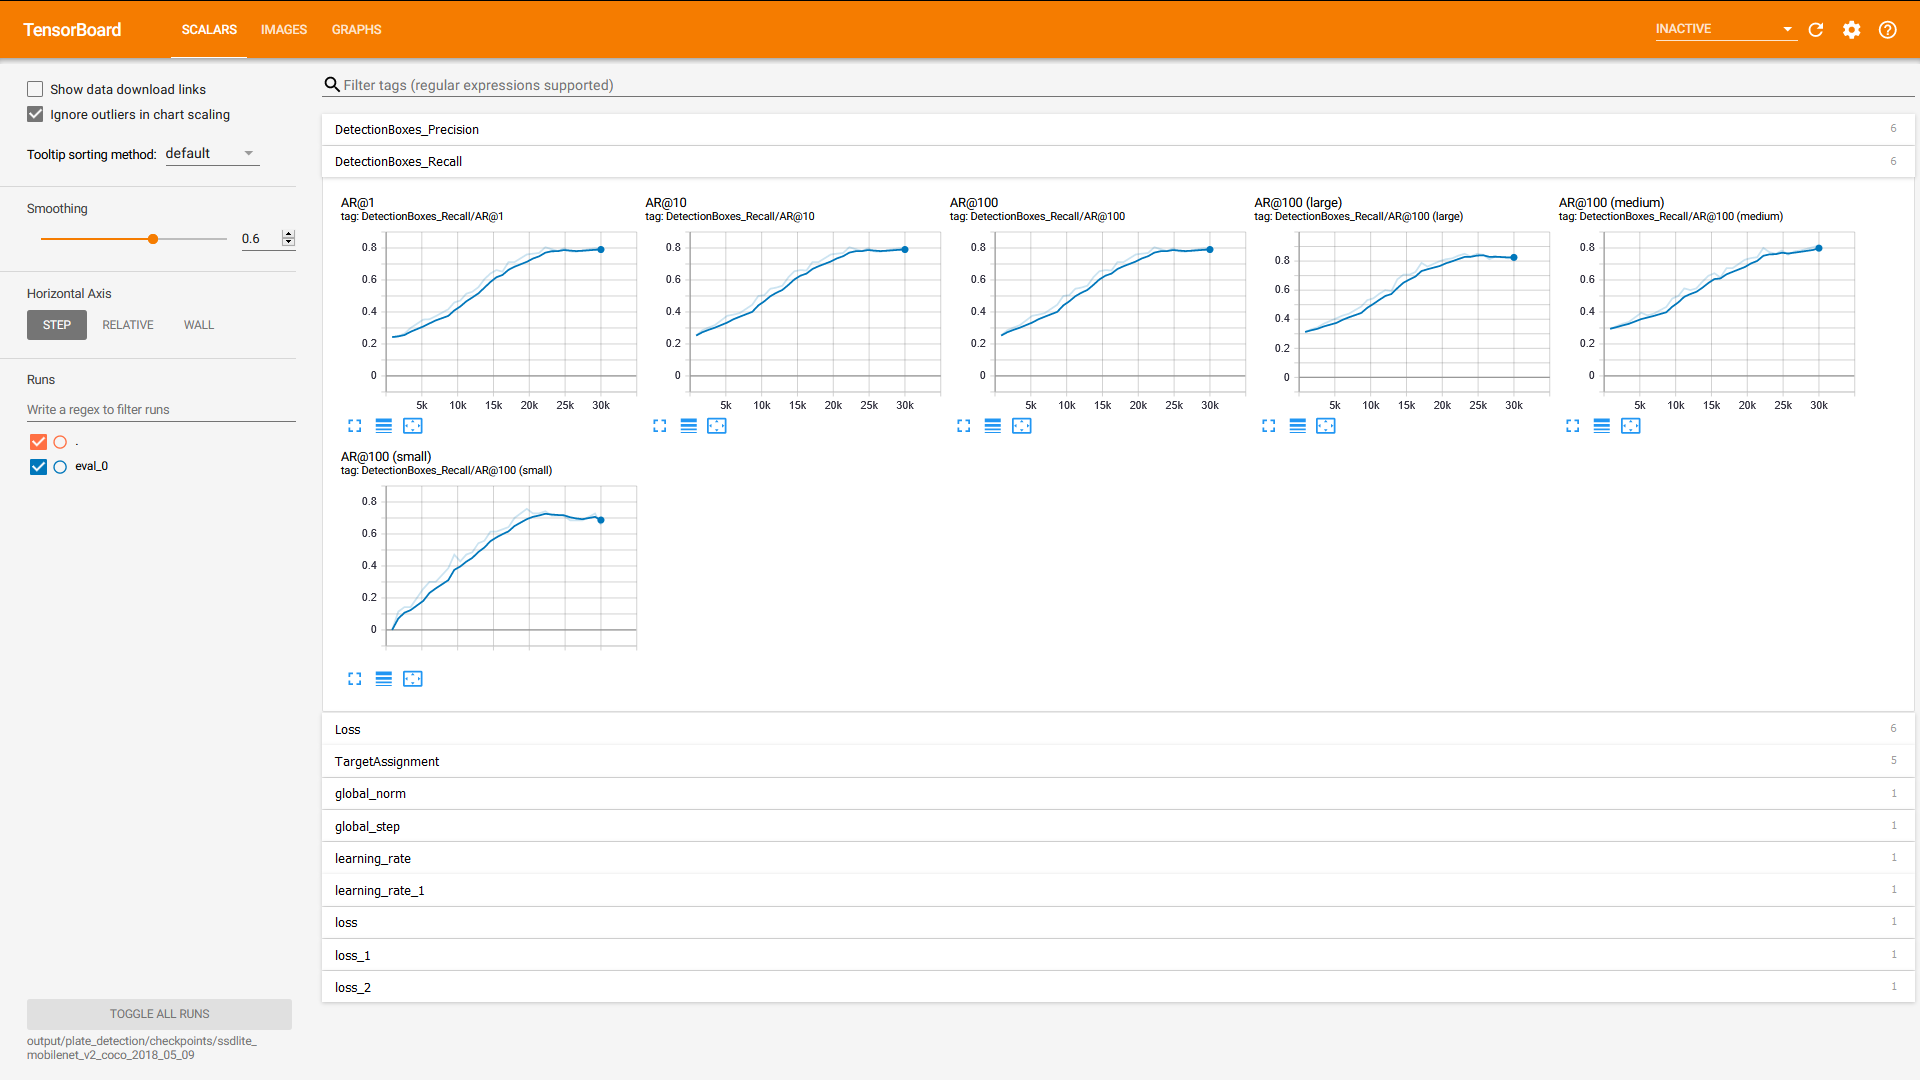 TensorBoard SCALARS IMAGES GRAPHS INACTIVE
Show data download links
Ignore outliers in chart scaling
Tooltip sorting method: default
Smoothing
0.6
Horizontal Axis
STEP RELATIVE WALL
Runs
Write a regex to filter runs
.
eval_0
TOGGLE ALL RUNS
output/plate_detection/checkpoints/ssdlite_
mobilenet_v2_coco_2018_05_09
Filter tags (regular expressions supported)
DetectionBoxes_Precision 6
DetectionBoxes_Recall 6
AR@1
tag: DetectionBoxes_Recall/AR@1
0.8
0.6
0.4
0.2
0
5k 10k 15k 20k 25k 30k
AR@10
tag: DetectionBoxes_Recall/AR@10
0.8
0.6
0.4
0.2
0
5k 10k 15k 20k 25k 30k
AR@100
tag: DetectionBoxes_Recall/AR@100
0.8
0.6
0.4
0.2
0
5k 10k 15k 20k 25k 30k
AR@100 (large)
tag: DetectionBoxes_Recall/AR@100 (large)
0.8
0.6
0.4
0.2
0
5k 10k 15k 20k 25k 30k
AR@100 (medium)
tag: DetectionBoxes_Recall/AR@100 (medium)
0.8
0.6
0.4
0.2
0
5k 10k 15k 20k 25k 30k
AR@100 (small)
tag: DetectionBoxes_Recall/AR@100 (small)
0.8
0.6
0.4
0.2
0
Loss 6
TargetAssignment 5
global_norm 1
global_step 1
learning_rate 1
learning_rate_1 1
loss 1
loss_1 1
loss_2 1